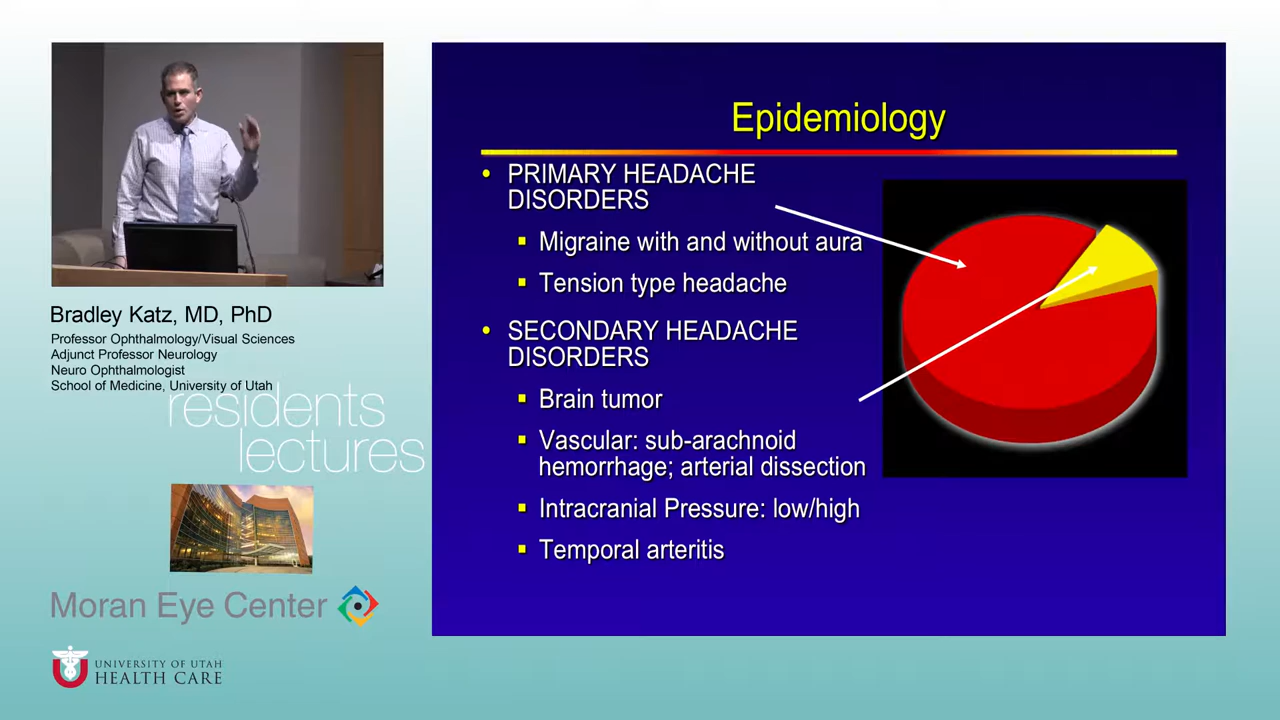 Bradley Katz, MD, PhD
Professor Ophthalmology/Visual Sciences
Adjunct Professor Neurology
Neuro Ophthalmologist
School of Medicine, University of Utah
residents
lectures
Moran Eye Center
UNIVERSITY OF UTAH
HEALTH CARE
Epidemiology
• PRIMARY HEADACHE
DISORDERS
▪ Migraine with and without aura
▪ Tension type headache
• SECONDARY HEADACHE
DISORDERS
▪ Brain tumor
▪ Vascular: sub-arachnoid
hemorrhage; arterial dissection
▪ Intracranial Pressure: low/high
▪ Temporal arteritis